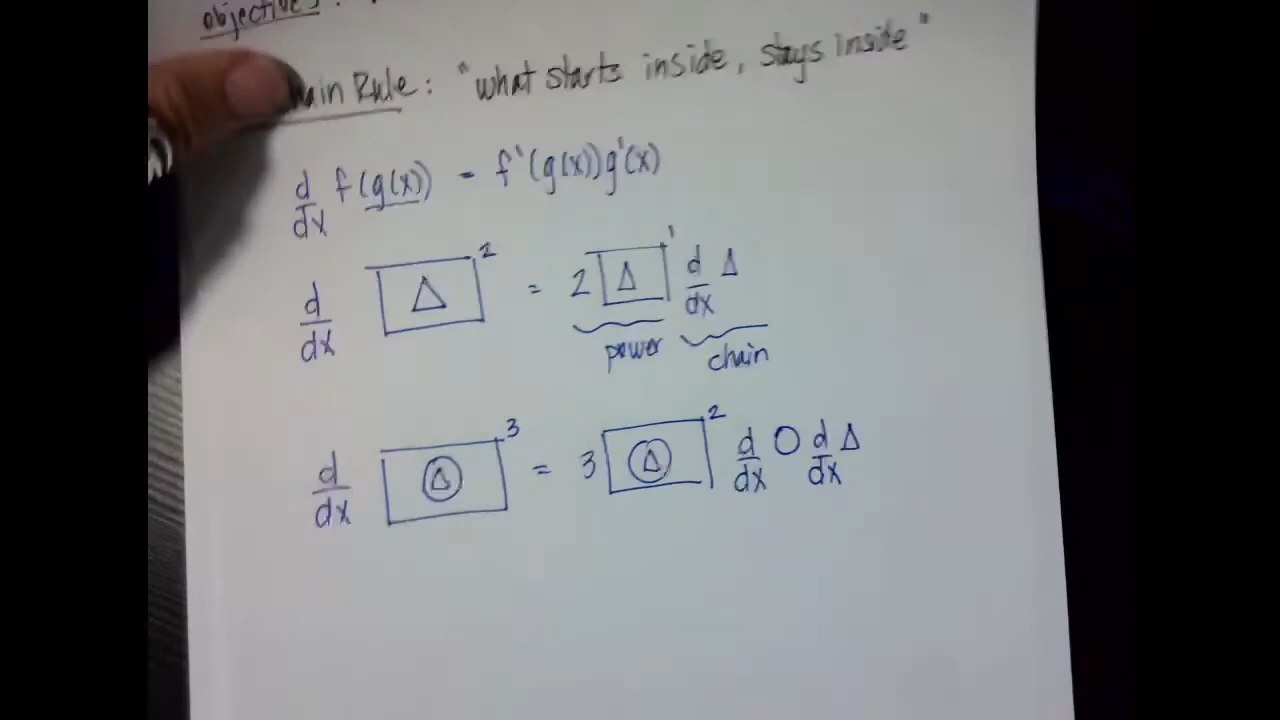 objectives:
Chain Rule: "what starts inside, stays inside"
d/dx f(g(x)) = f'(g(x))g'(x)
d/dx [Δ]² = 2[Δ]¹ d/dx Δ
power chain
d/dx [Ⓐ]³ = 3[Ⓐ]² d/dx O d/dx Δ